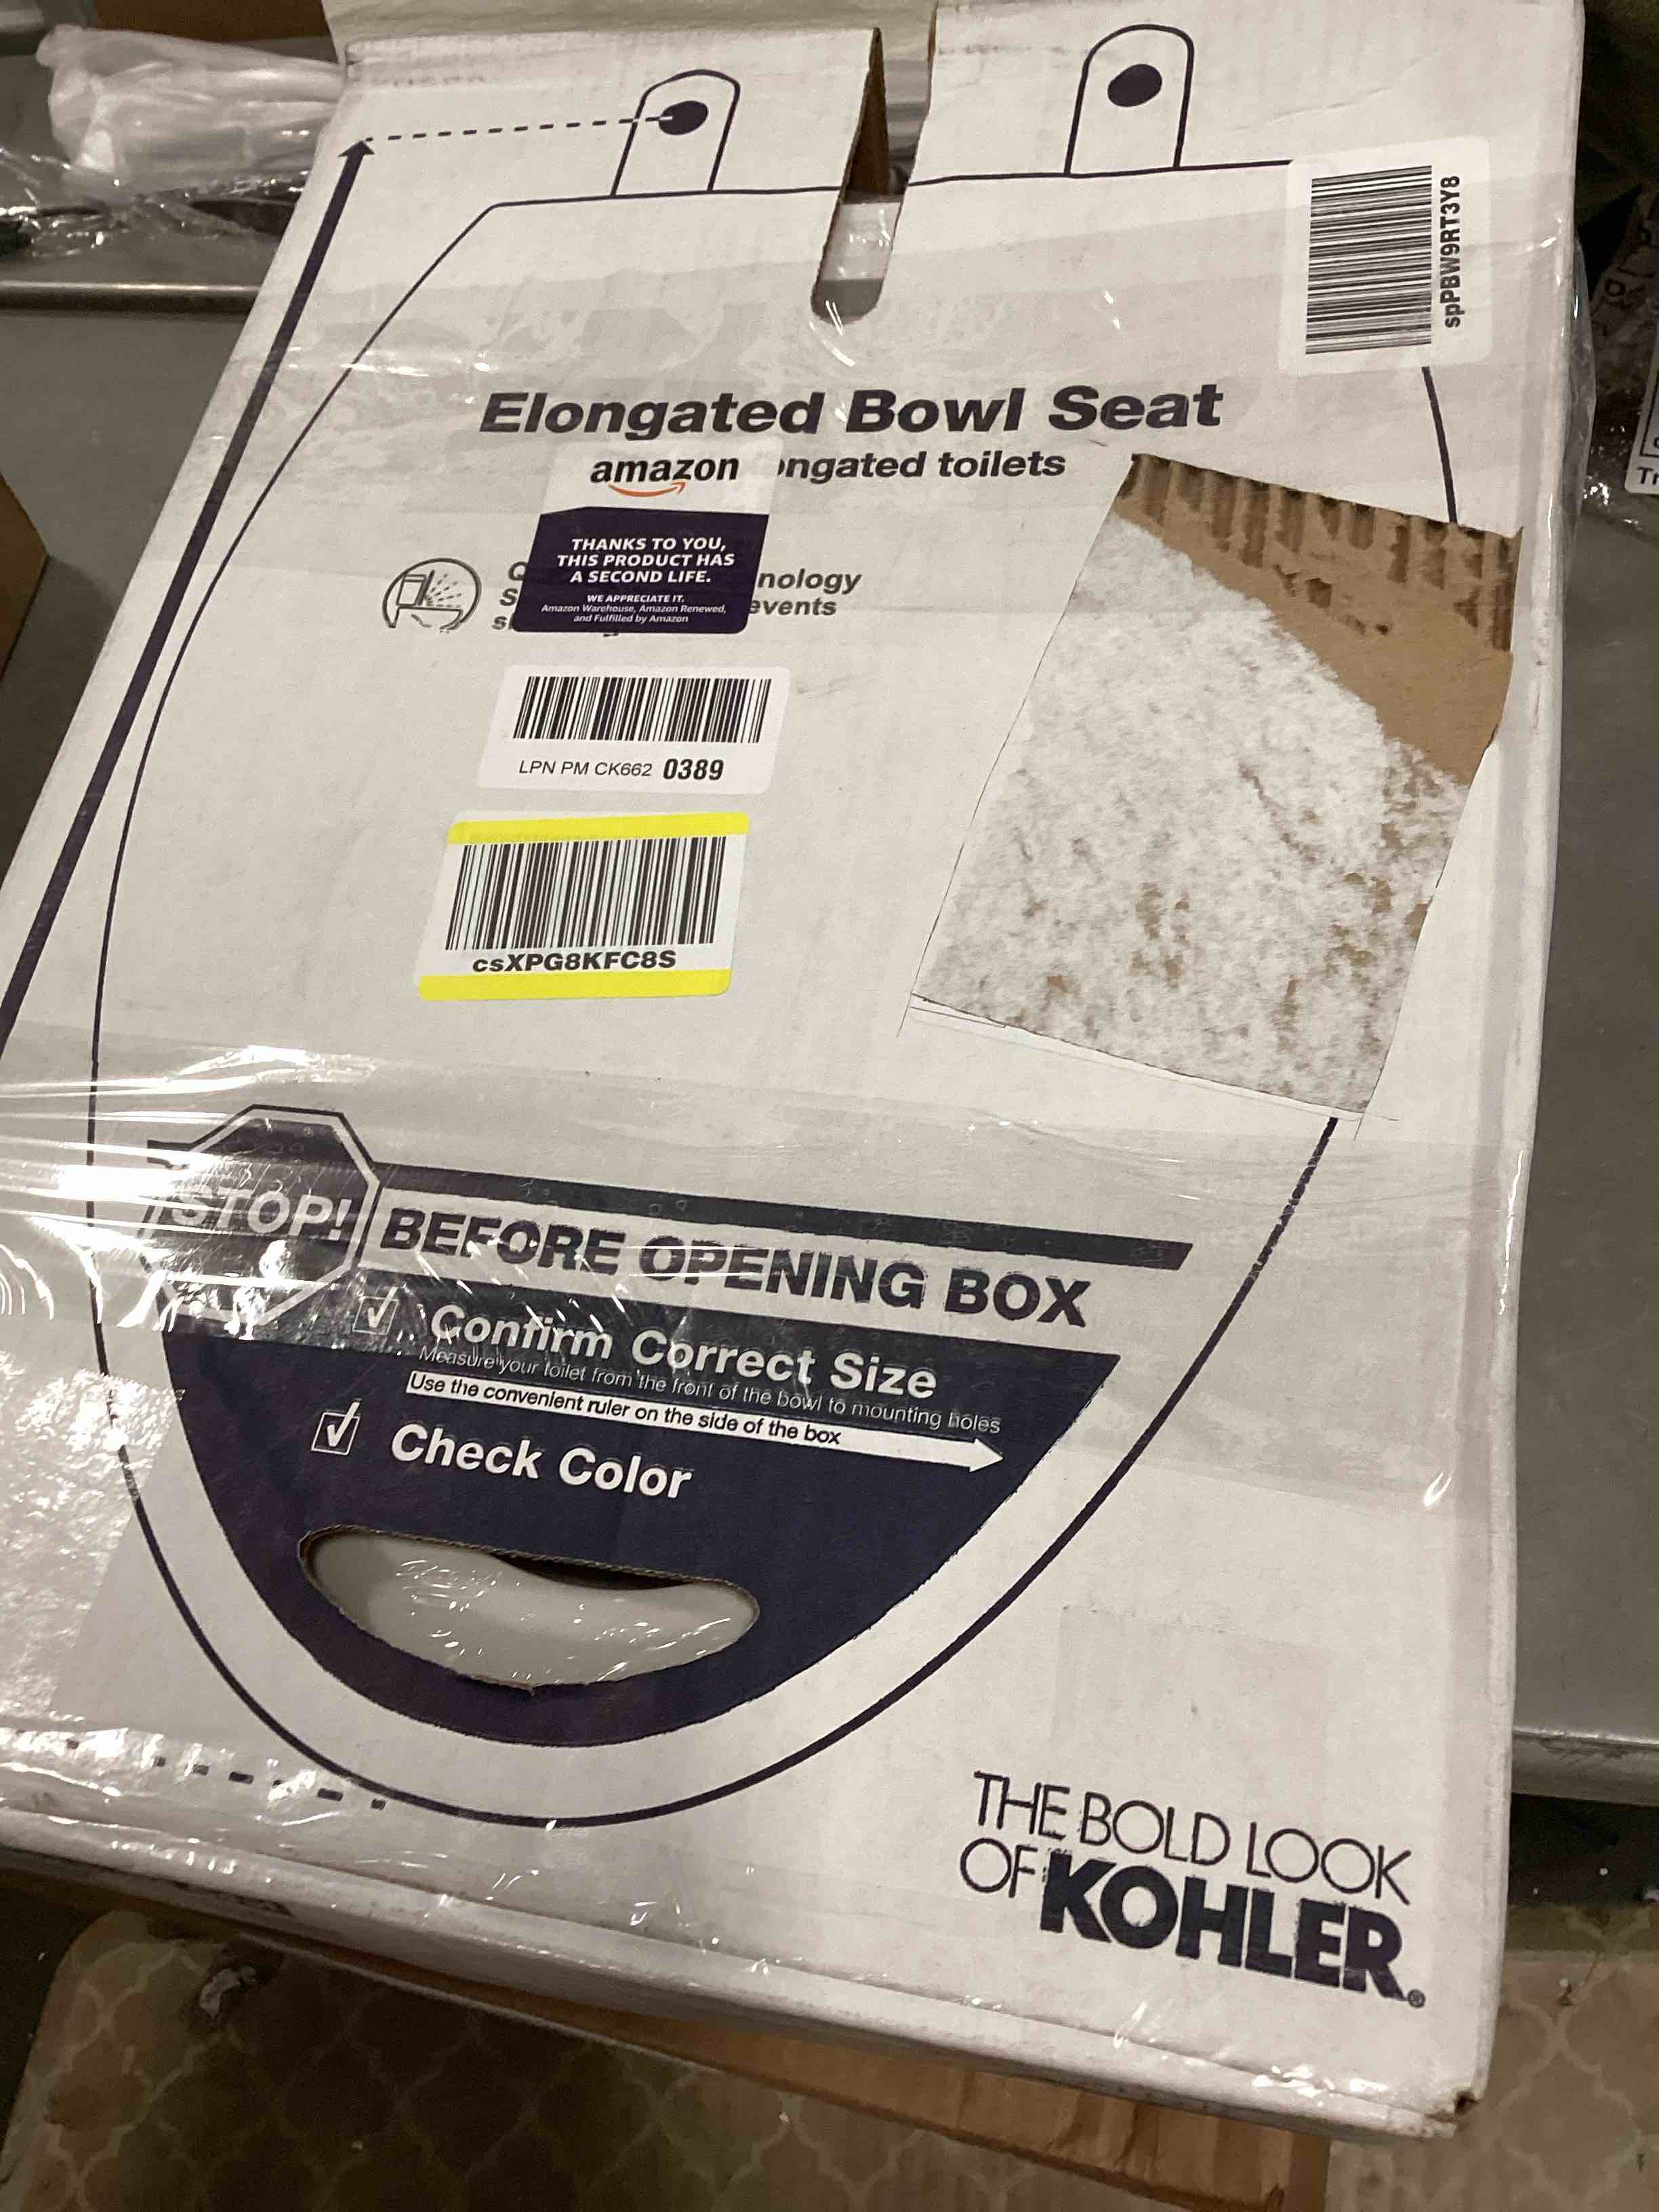 spPBW9RT3Y8
Elongated Bowl Seat
ongated toilets
amazon
THANKS TO YOU,
THIS PRODUCT HAS
A SECOND LIFE.
WE APPRECIATE IT.
Amazon Warehouse, Amazon Renewed,
and Fulfilled by Amazon
Q nology
S events
s
LPN PM CK662 0389
csXPG8KFC8S
STOP! BEFORE OPENING BOX
Confirm Correct Size
Measure your toilet from the front of the bowl to mounting holes
Use the convenient ruler on the side of the box
Check Color
THE BOLD LOOK
OF KOHLER®